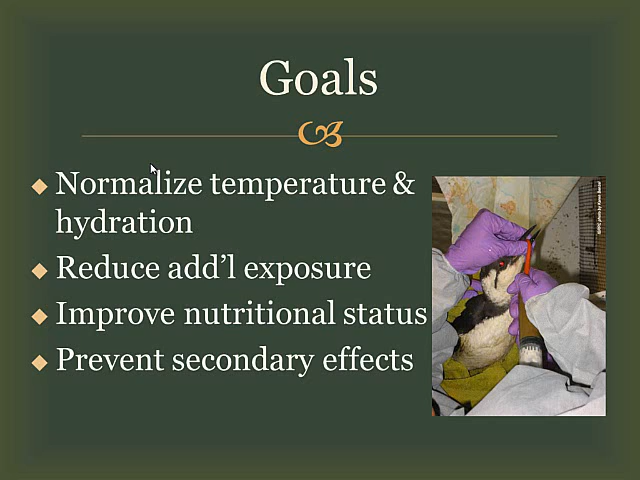 Goals
Normalize temperature &
hydration
Reduce add’l exposure
Improve nutritional status
Prevent secondary effects